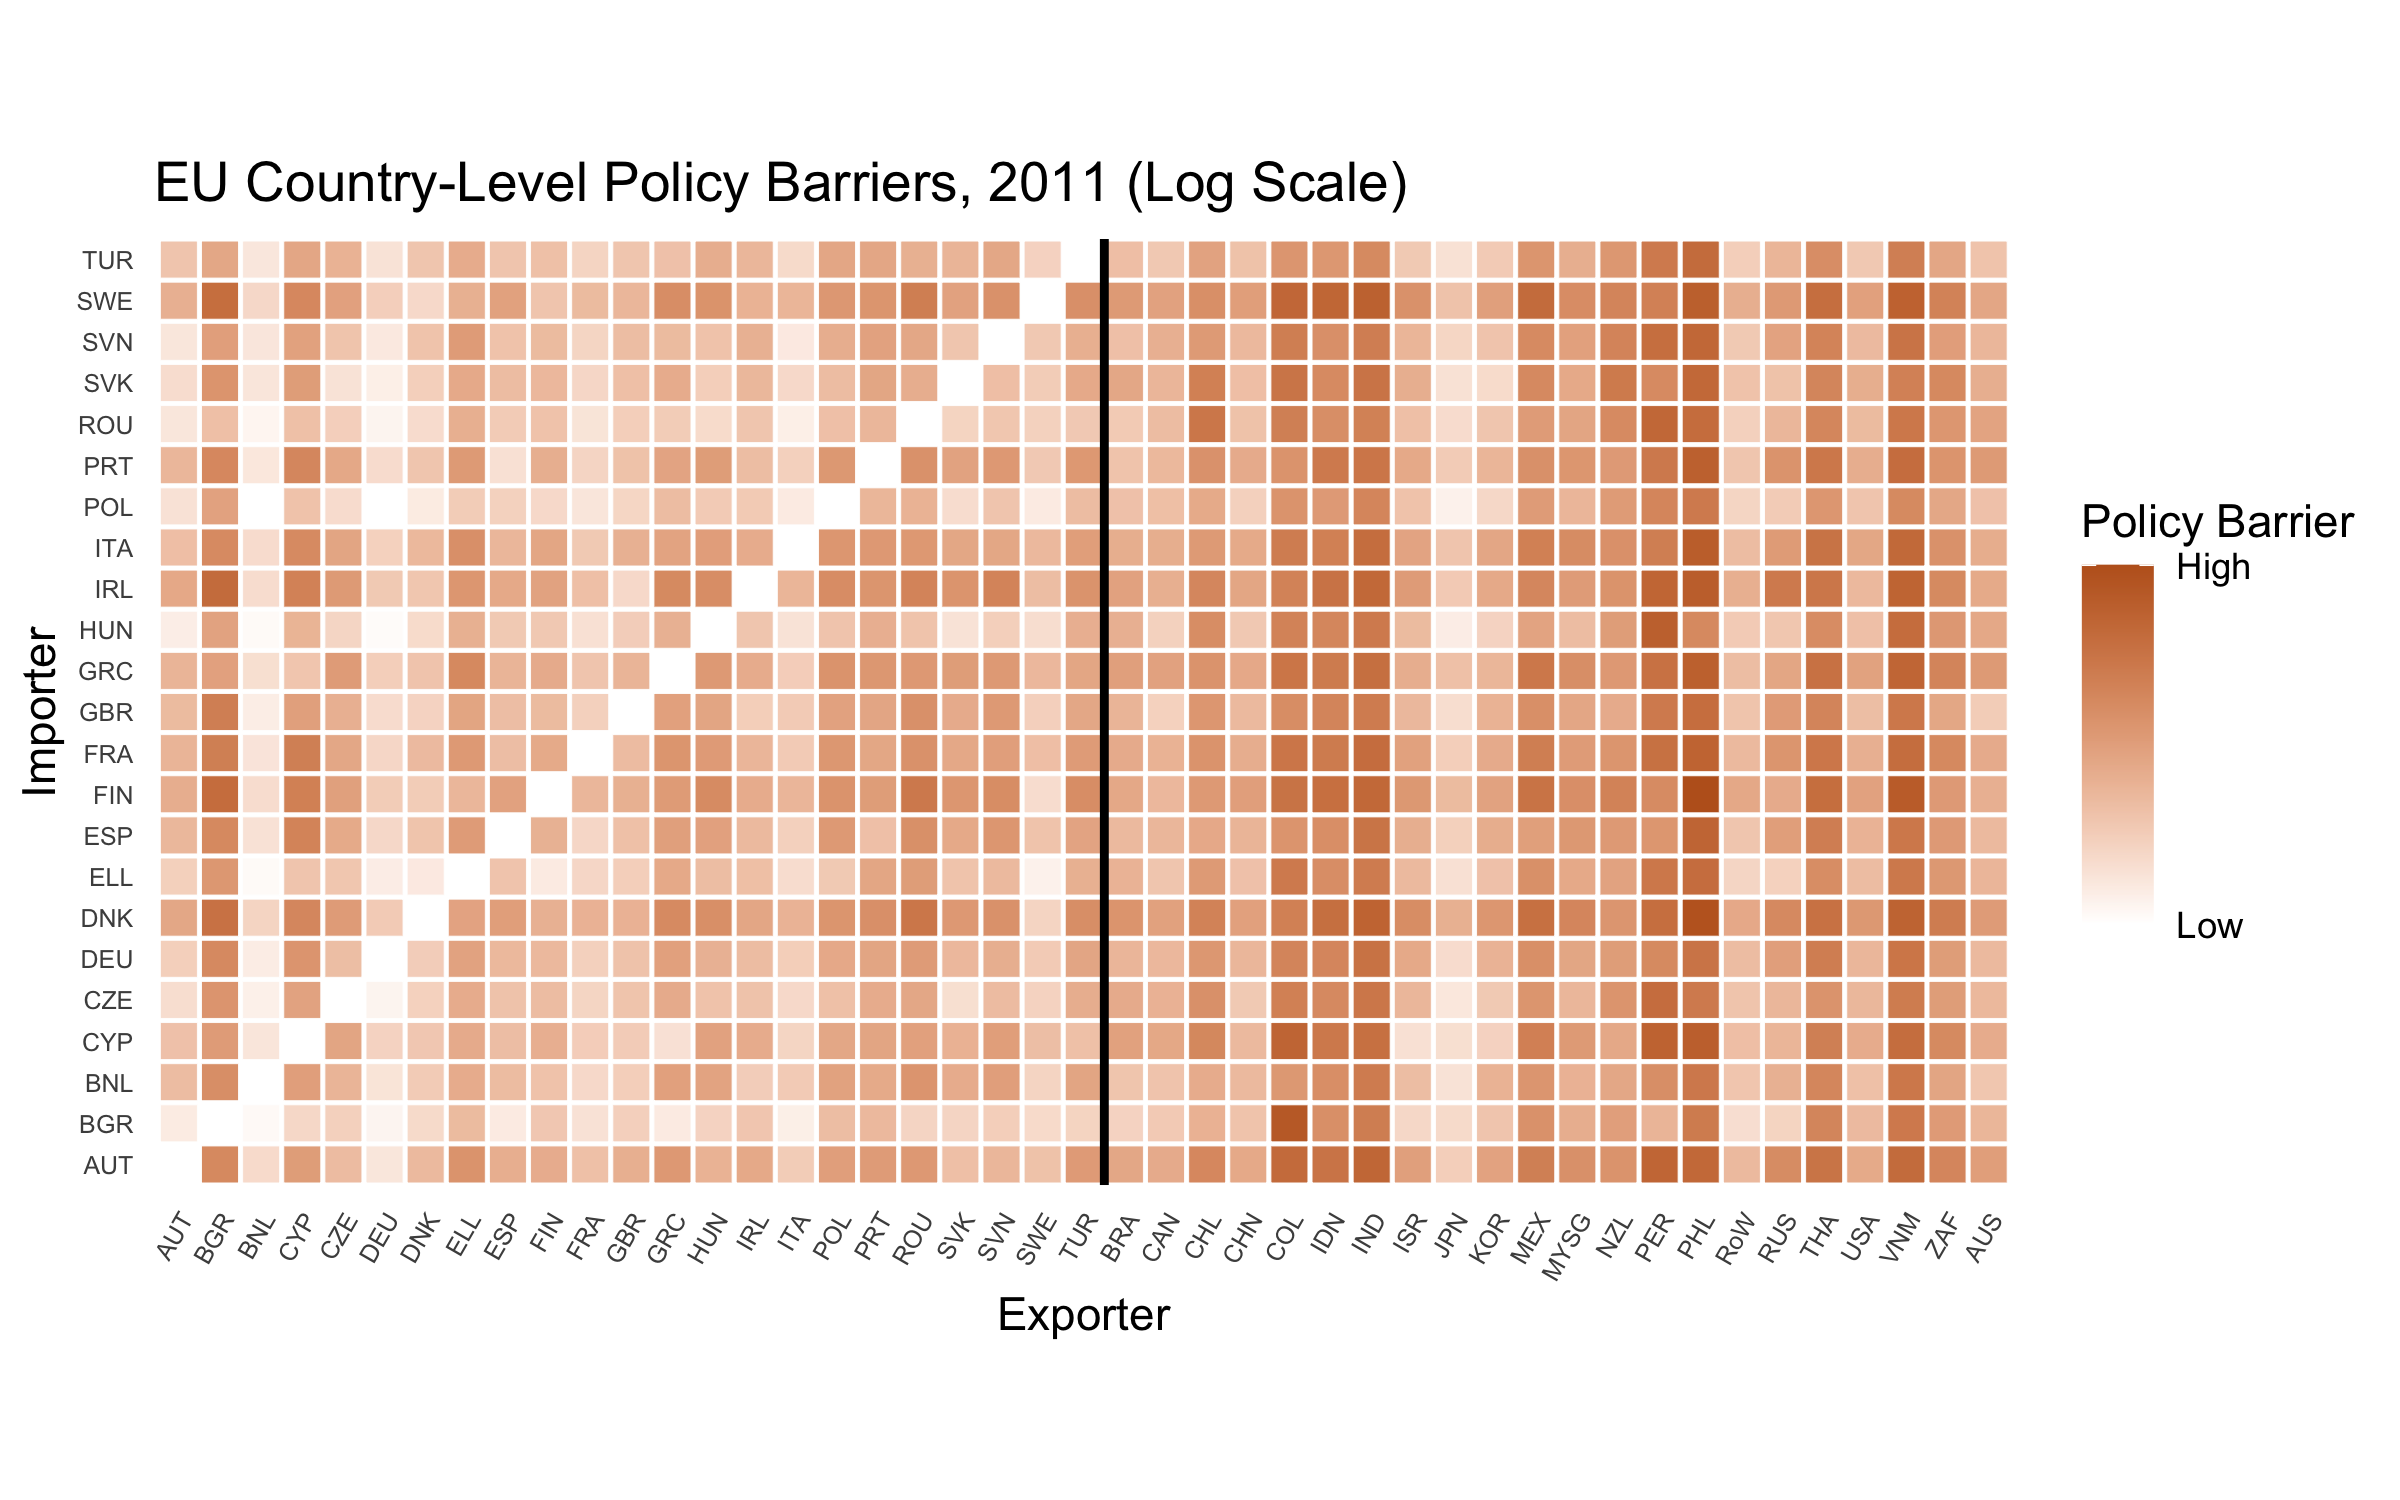 EU Country-Level Policy Barriers, 2011 (Log Scale)
TUR
SWE
SVN
SVK
ROU
PRT
POL
ITA
IRL
HUN
GRC
GBR
FRA
FIN
ESP
ELL
DNK
DEU
CZE
CYP
BNL
BGR
AUT
Importer
AUT BGR BNL CYP CZE DEU DNK ELL ESP FIN FRA GBR GRC HUN IRL ITA POL PRT ROU SVK SVN SWE TUR BRA CAN CHL CHN COL IDN IND ISR JPN KOR MEX MYSG NZL PER PHL RoW RUS THA USA VNM ZAF AUS
Exporter
Policy Barrier
High
Low